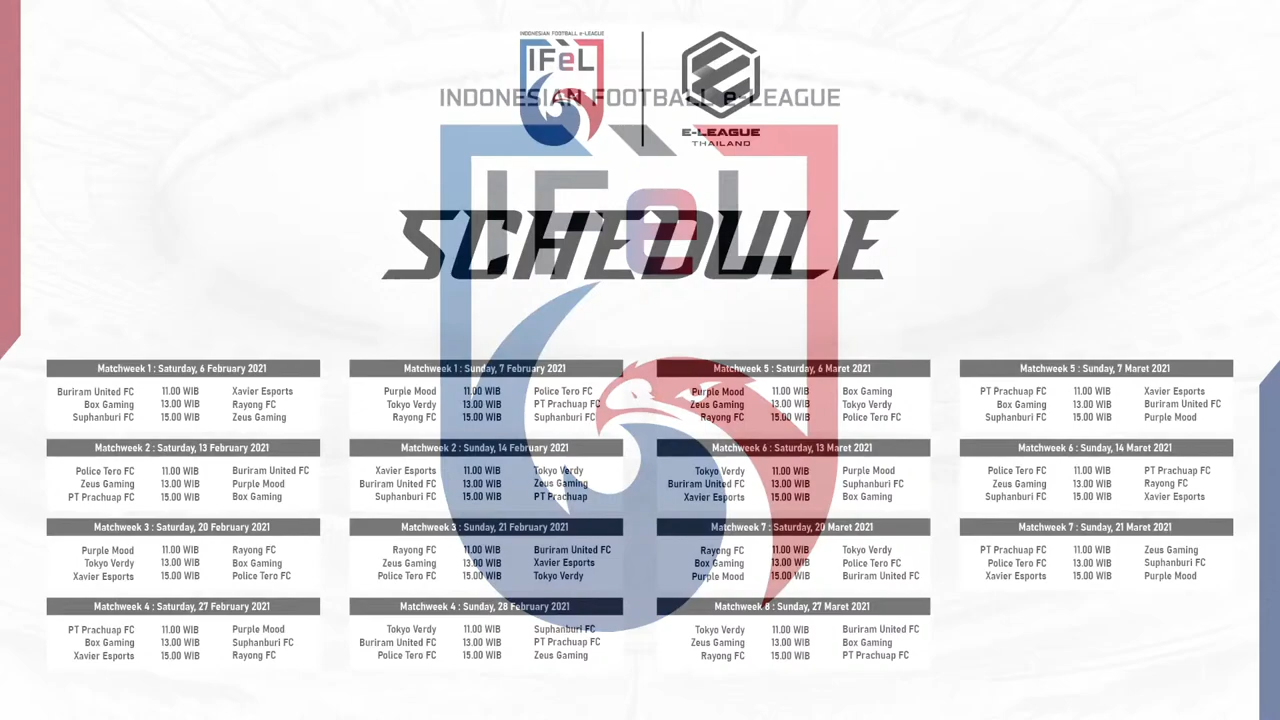 INDONESIAN FOOTBALL e-LEAGUE
IFeL
E-LEAGUE
THAILAND
INDONESIAN FOOTBALL e-LEAGUE
IFeL
SCHEDULE
Matchweek 1 : Saturday, 6 February 2021
Buriram United FC 11.00 WIB Xavier Esports
Box Gaming 13.00 WIB Rayong FC
Suphanburi FC 15.00 WIB Zeus Gaming
Matchweek 2 : Saturday, 13 February 2021
Police Tero FC 11.00 WIB Buriram United FC
Zeus Gaming 13.00 WIB Purple Mood
PT Prachuap FC 15.00 WIB Box Gaming
Matchweek 3 : Saturday, 20 February 2021
Purple Mood 11.00 WIB Rayong FC
Tokyo Verdy 13.00 WIB Box Gaming
Xavier Esports 15.00 WIB Police Tero FC
Matchweek 4 : Saturday, 27 February 2021
PT Prachuap FC 11.00 WIB Purple Mood
Box Gaming 13.00 WIB Suphanburi FC
Xavier Esports 15.00 WIB Rayong FC
Matchweek 1 : Sunday, 7 February 2021
Purple Mood 11.00 WIB Police Tero FC
Tokyo Verdy 13.00 WIB PT Prachuap FC
Rayong FC 15.00 WIB Suphanburi FC
Matchweek 2 : Sunday, 14 February 2021
Xavier Esports 11.00 WIB Tokyo Verdy
Buriram United FC 13.00 WIB Zeus Gaming
Suphanburi FC 15.00 WIB PT Prachuap
Matchweek 3 : Sunday, 21 February 2021
Rayong FC 11.00 WIB Buriram United FC
Zeus Gaming 13.00 WIB Xavier Esports
Police Tero FC 15.00 WIB Tokyo Verdy
Matchweek 4 : Sunday, 28 February 2021
Tokyo Verdy 11.00 WIB Suphanburi FC
Buriram United FC 13.00 WIB PT Prachuap FC
Police Tero FC 15.00 WIB Zeus Gaming
Matchweek 5 : Saturday, 6 Maret 2021
Purple Mood 11.00 WIB Box Gaming
Zeus Gaming 13.00 WIB Tokyo Verdy
Rayong FC 15.00 WIB Police Tero FC
Matchweek 6 : Saturday, 13 Maret 2021
Tokyo Verdy 11.00 WIB Purple Mood
Buriram United FC 13.00 WIB Suphanburi FC
Xavier Esports 15.00 WIB Box Gaming
Matchweek 7 : Saturday, 20 Maret 2021
Rayong FC 11.00 WIB Tokyo Verdy
Box Gaming 13.00 WIB Police Tero FC
Purple Mood 15.00 WIB Buriram United FC
Matchweek 8 : Sunday, 27 Maret 2021
Tokyo Verdy 11.00 WIB Buriram United FC
Zeus Gaming 13.00 WIB Box Gaming
Rayong FC 15.00 WIB PT Prachuap FC
Matchweek 5 : Sunday, 7 Maret 2021
PT Prachuap FC 11.00 WIB Xavier Esports
Box Gaming 13.00 WIB Buriram United FC
Suphanburi FC 15.00 WIB Purple Mood
Matchweek 6 : Sunday, 14 Maret 2021
Police Tero FC 11.00 WIB PT Prachuap FC
Zeus Gaming 13.00 WIB Rayong FC
Suphanburi FC 15.00 WIB Xavier Esports
Matchweek 7 : Sunday, 21 Maret 2021
PT Prachuap FC 11.00 WIB Zeus Gaming
Police Tero FC 13.00 WIB Suphanburi FC
Xavier Esports 15.00 WIB Purple Mood